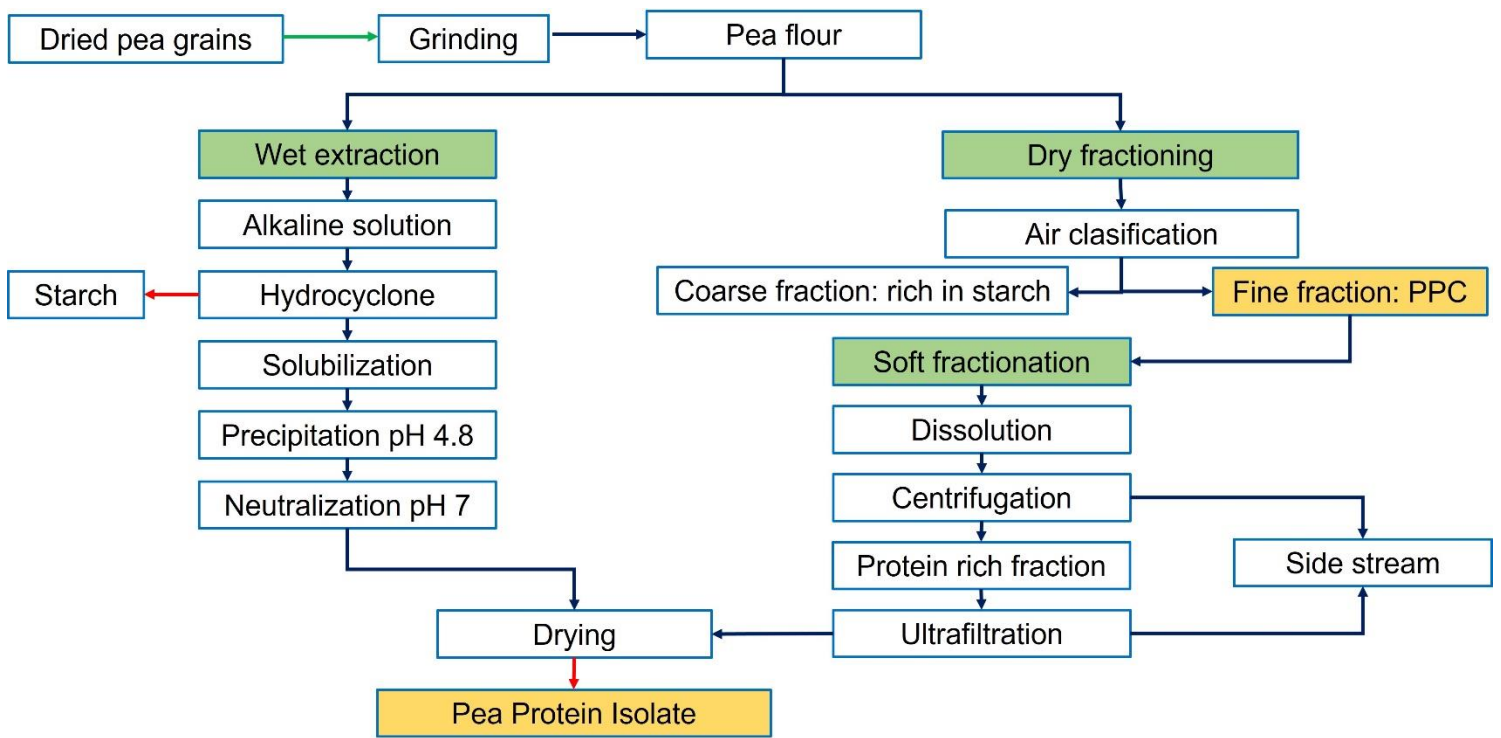 Dried pea grains
Grinding
Pea flour
Wet extraction
Dry fractioning
Alkaline solution
Air clasification
Starch
Hydrocyclone
Coarse fraction: rich in starch
Fine fraction: PPC
Solubilization
Soft fractionation
Precipitation pH 4.8
Dissolution
Neutralization pH 7
Centrifugation
Protein rich fraction
Side stream
Drying
Ultrafiltration
Pea Protein Isolate